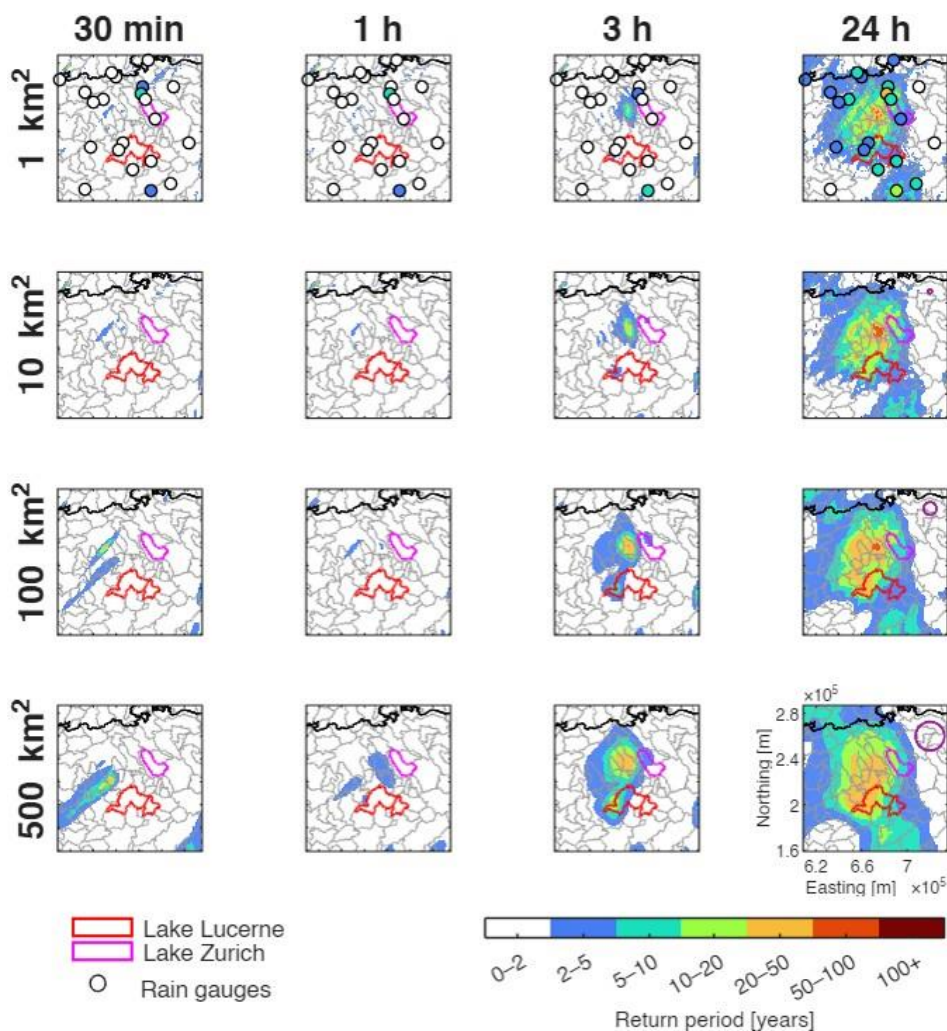 30 min 1 h 3 h 24 h
1 km²
10 km²
100 km²
500 km²
×10⁵
2.8
2.4
2
1.6
Northing [m]
6.2 6.6 7
Easting [m] ×10⁵
Lake Lucerne
Lake Zurich
Rain gauges
0–2 2–5 5–10 10–20 20–50 50–100 100+
Return period [years]